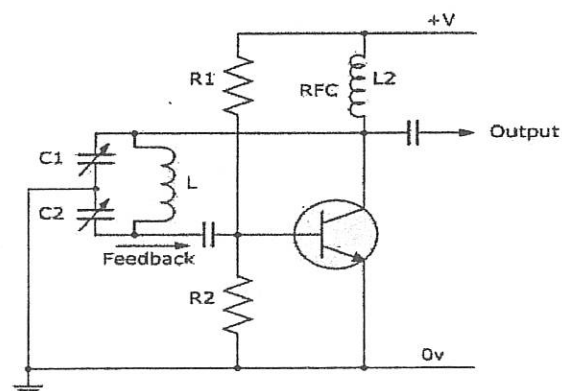 +V
R1
RFC
L2
Output
C1
L
C2
Feedback
R2
0v